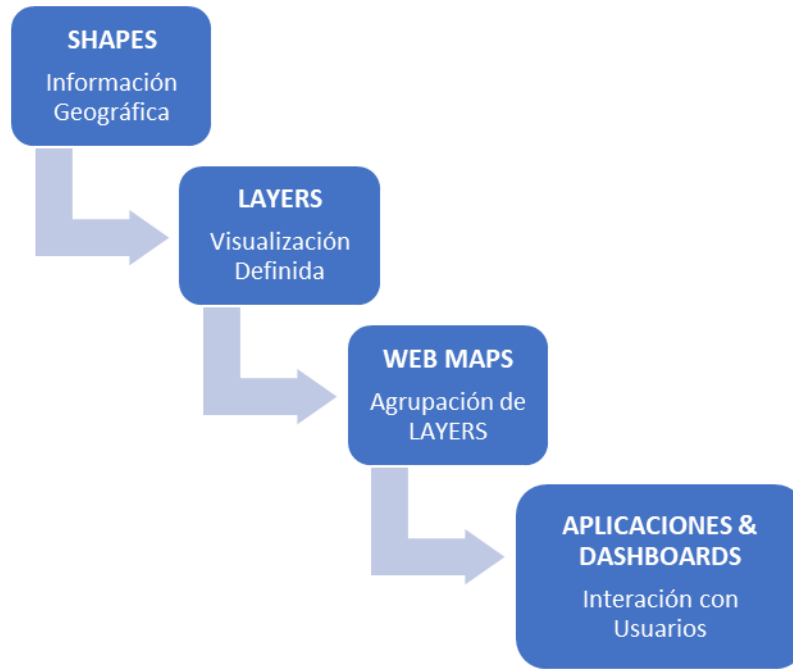 SHAPES
Información
Geográfica
LAYERS
Visualización
Definida
WEB MAPS
Agrupación de
LAYERS
APLICACIONES &
DASHBOARDS
Interación con
Usuarios